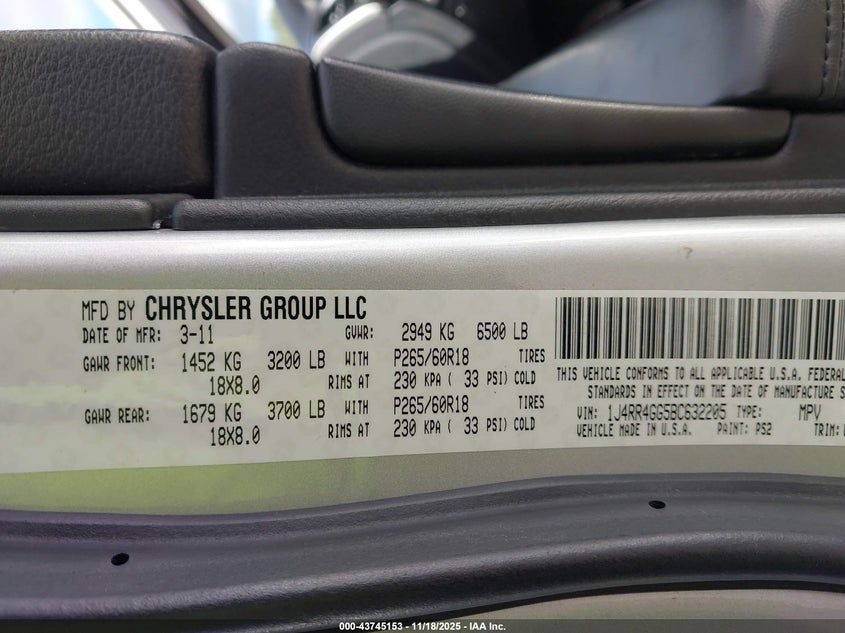 MFD BY CHRYSLER GROUP LLC
DATE OF MFR: 3-11 GVWR: 2949 KG 6500 LB
GAWR FRONT: 1452 KG 3200 LB WITH P265/60R18 TIRES
18X8.0 RIMS AT 230 KPA ( 33 PSI) COLD
GAWR REAR: 1679 KG 3700 LB WITH P265/60R18 TIRES
18X8.0 RIMS AT 230 KPA ( 33 PSI) COLD
THIS VEHICLE CONFORMS TO ALL APPLICABLE U.S.A. FEDERAL
STANDARDS IN EFFECT ON THE DATE OF MANUFACTURE S
VIN: 1J4RR4GG5BC632205 TYPE: MPV
VEHICLE MADE IN U.S.A. PAINT: PS2 TRIM:
000-43745153 - 11/18/2025 - IAA Inc.